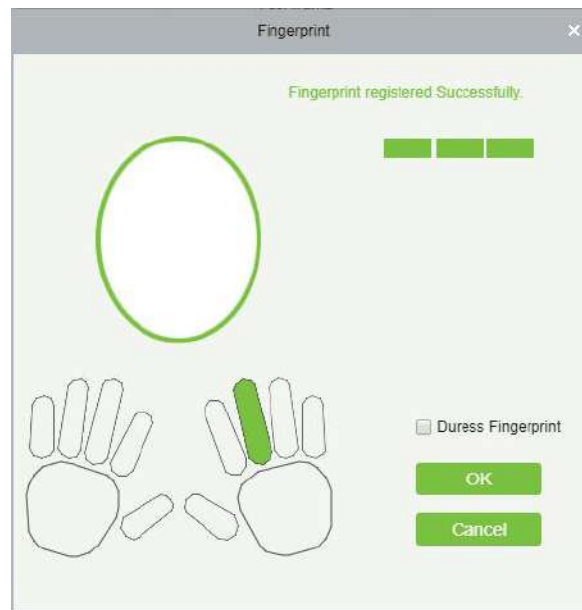 Fingerprint
Fingerprint registered Successfully.
Duress Fingerprint
OK
Cancel